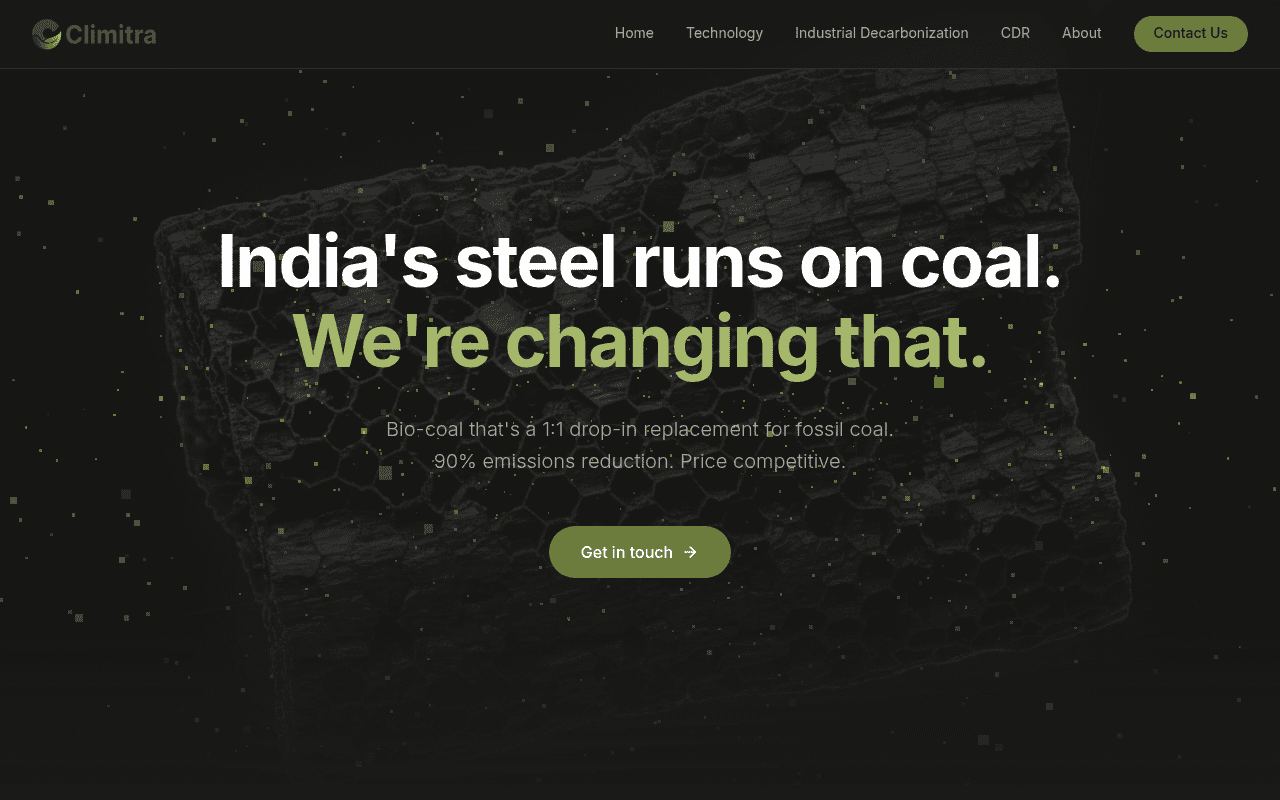 Climitra
Home Technology Industrial Decarbonization CDR About Contact Us
India's steel runs on coal.
We're changing that.
Bio-coal that's a 1:1 drop-in replacement for fossil coal.
90% emissions reduction. Price competitive.
Get in touch →